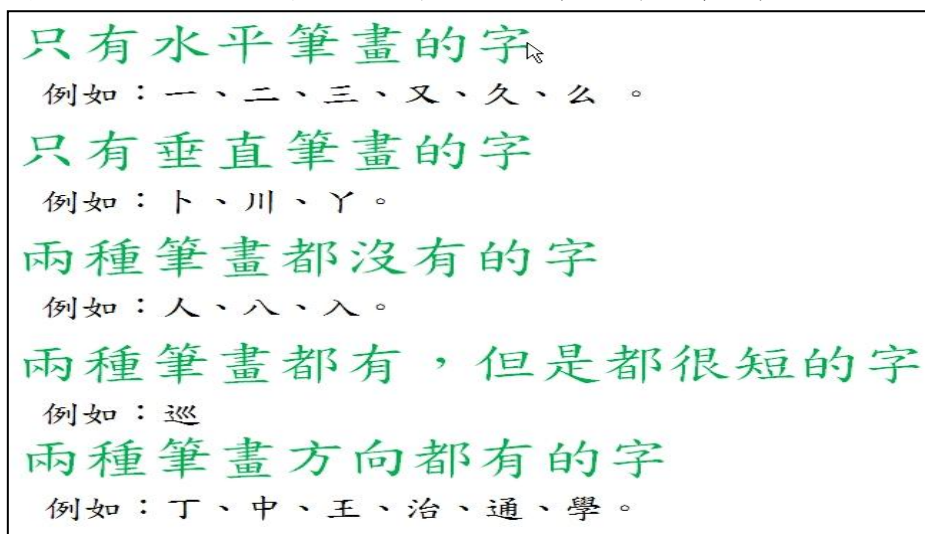 只有水平筆畫的字
例如：一、二、三、又、久、么。
只有垂直筆畫的字
例如：卜、川、丫。
兩種筆畫都沒有的字
例如：人、八、入。
兩種筆畫都有，但是都很短的字
例如：巡
兩種筆畫方向都有的字
例如：丁、中、王、治、通、學。